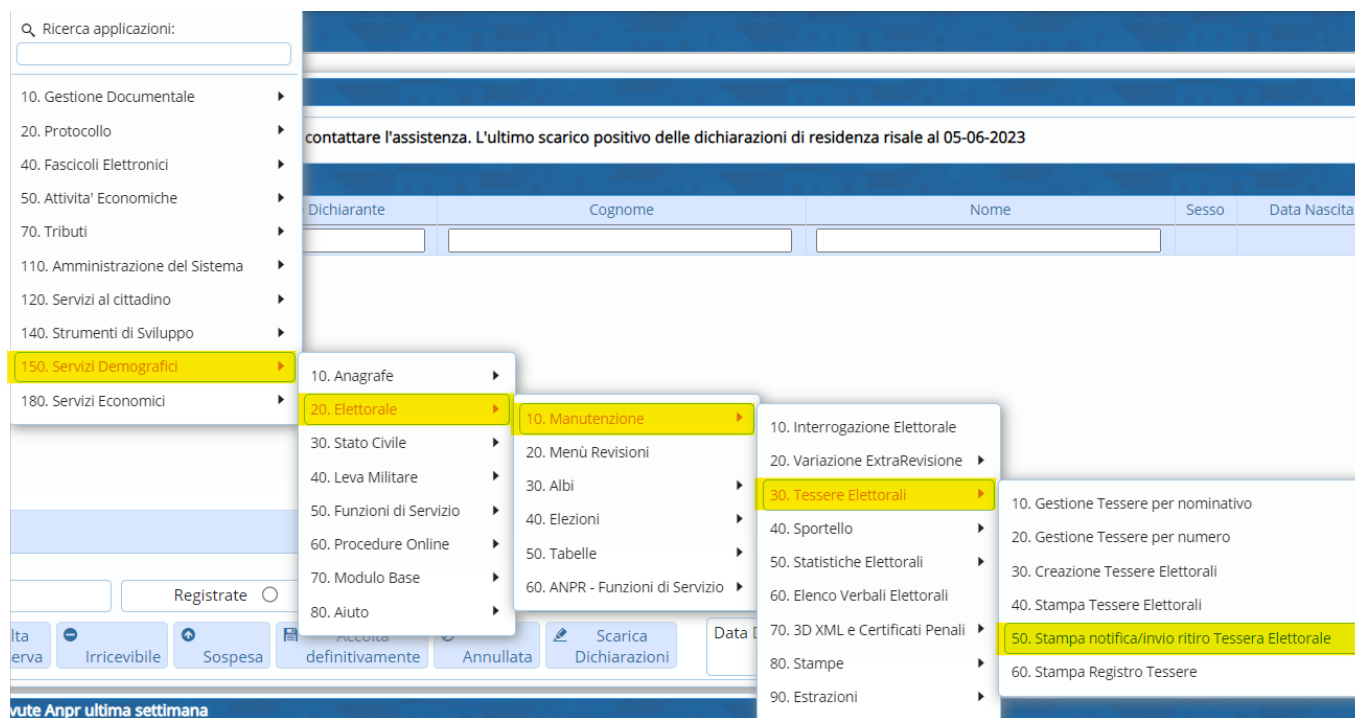 Ricerca applicazioni:
10. Gestione Documentale
20. Protocollo
40. Fascicoli Elettronici
50. Attivita' Economiche
70. Tributi
110. Amministrazione del Sistema
120. Servizi al cittadino
140. Strumenti di Sviluppo
150. Servizi Demografici
180. Servizi Economici
contattare l'assistenza. L'ultimo scarico positivo delle dichiarazioni di residenza risale al 05-06-2023
Dichiarante Cognome Nome Sesso Data Nascita
10. Anagrafe
20. Elettorale
30. Stato Civile
40. Leva Militare
50. Funzioni di Servizio
60. Procedure Online
70. Modulo Base
80. Aiuto
10. Manutenzione
20. Menù Revisioni
30. Albi
40. Elezioni
50. Tabelle
60. ANPR - Funzioni di Servizio
10. Interrogazione Elettorale
20. Variazione ExtraRevisione
30. Tessere Elettorali
40. Sportello
50. Statistiche Elettorali
60. Elenco Verbali Elettorali
70. 3D XML e Certificati Penali
80. Stampe
90. Estrazioni
10. Gestione Tessere per nominativo
20. Gestione Tessere per numero
30. Creazione Tessere Elettorali
40. Stampa Tessere Elettorali
50. Stampa notifica/invio ritiro Tessera Elettorale
60. Stampa Registro Tessere
Registrate
lta
erva
Irricevibile
Sospesa
Accolta
definitivamente
Annullata
Scarica
Dichiarazioni
Data
vute Anpr ultima settimana